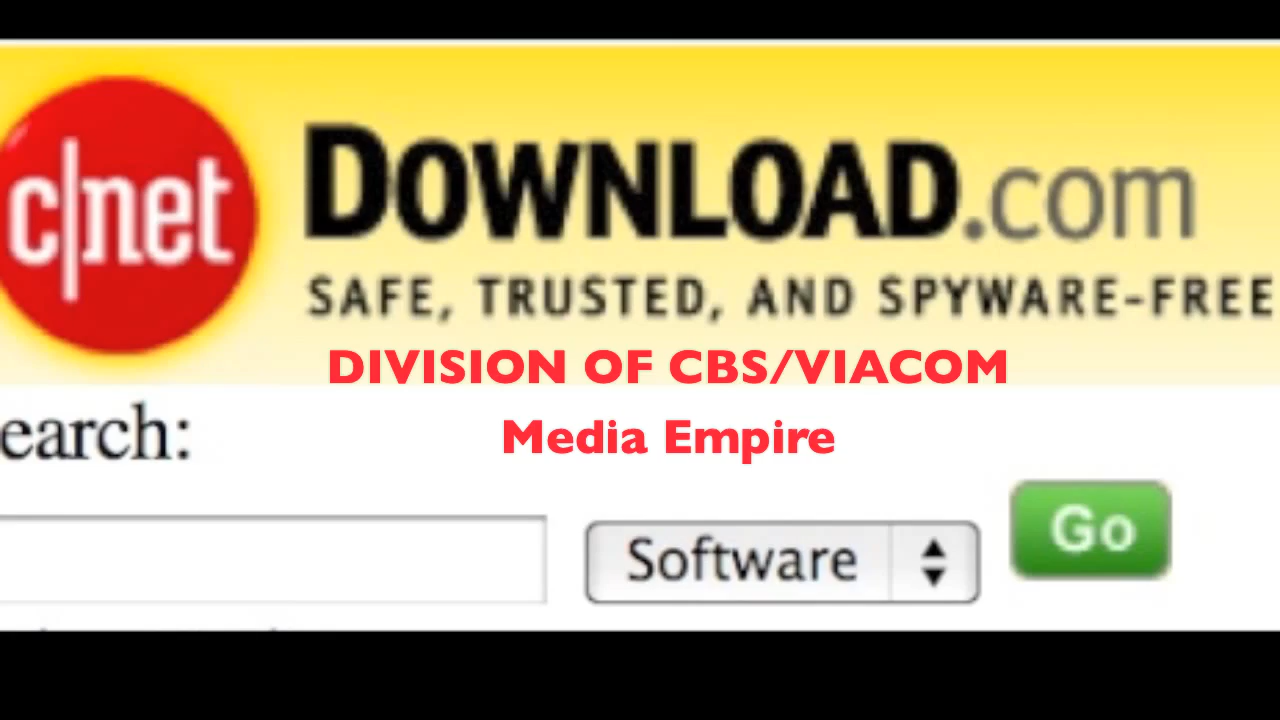 c|net
DOWNLOAD.com
SAFE, TRUSTED, AND SPYWARE-FREE
DIVISION OF CBS/VIACOM
Media Empire
earch:
Software
Go